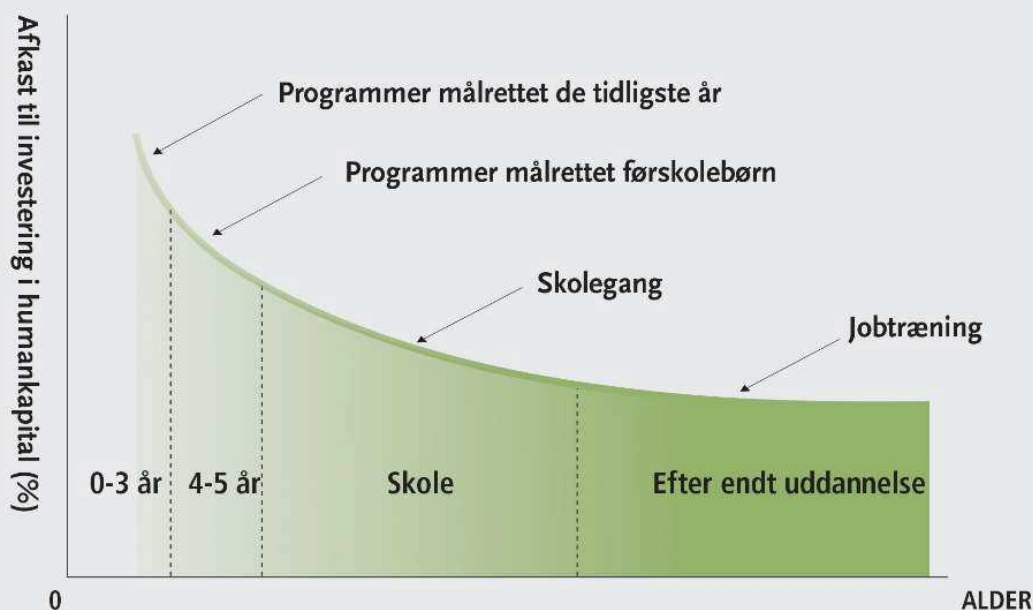 Afkast til investering i humankapital (%)
Programmer målrettet de tidligste år
Programmer målrettet førskolebørn
Skolegang
Jobtræning
0-3 år
4-5 år
Skole
Efter endt uddannelse
0
ALDER